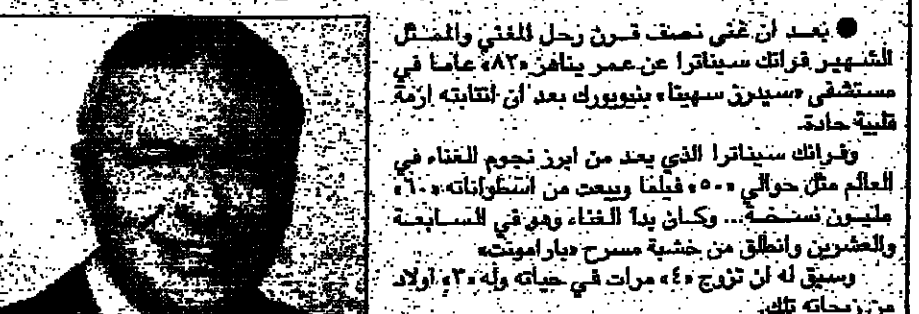 ● بعد أن غنى نصف قرن رحل المغني والممثل
الشهير فرانك سيناترا عن عمر يناهز «٨٢» عاما في
مستشفى «سيدرز سهيتا» بنيويورك بعد ان انتابته ازمة
قلبية حادة.
وفرانك سيناترا الذي يعد من ابرز نجوم الغناء في
العالم مثل حوالي «٥٠» فيلما وبيعت من اسطواناته «٦٠»
مليون نسخة... وكان بدأ الغناء وهو في السابعة
والعشرين وانطلق من خشبة مسرح «بارامونت»
وسبق له ان تزوج «٤» مرات في حياته وله «٣» اولاد
من زيجاته تلك.